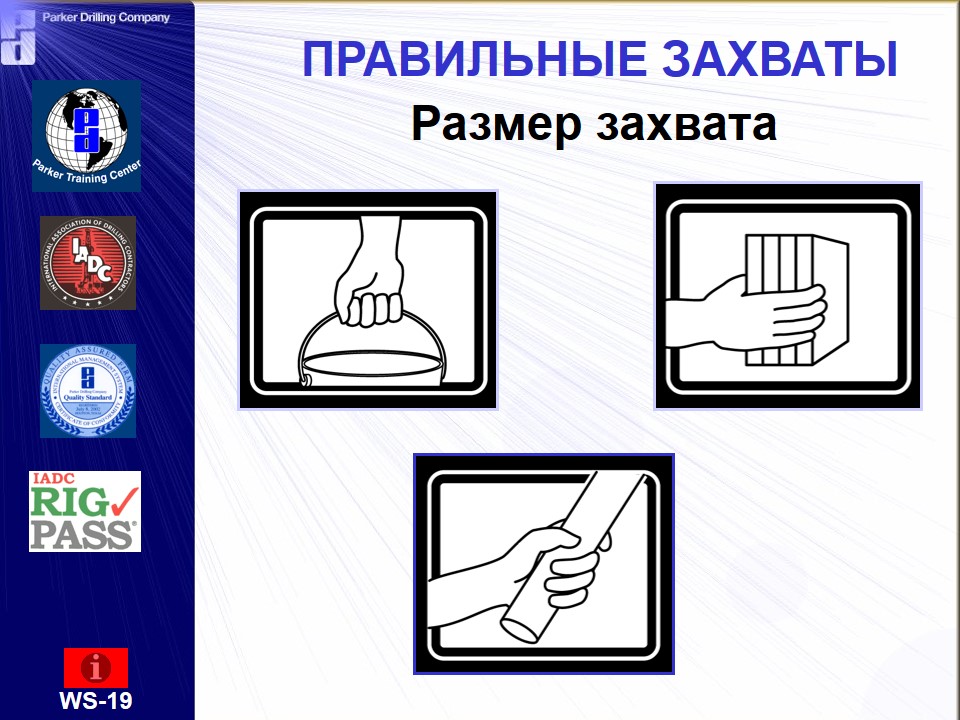 Parker Drilling Company
ПРАВИЛЬНЫЕ ЗАХВАТЫ
Размер захвата
Parker Training Center
INTERNATIONAL ASSOCIATION OF DRILLING CONTRACTORS
IADC
QUALITY ASSURED FIRM
INTERNATIONAL MANAGEMENT SYSTEM
Parker Drilling Company
Quality Standard
CERTIFICATE OF CONFORMITY
IADC
RIG
PASS®
i
WS-19